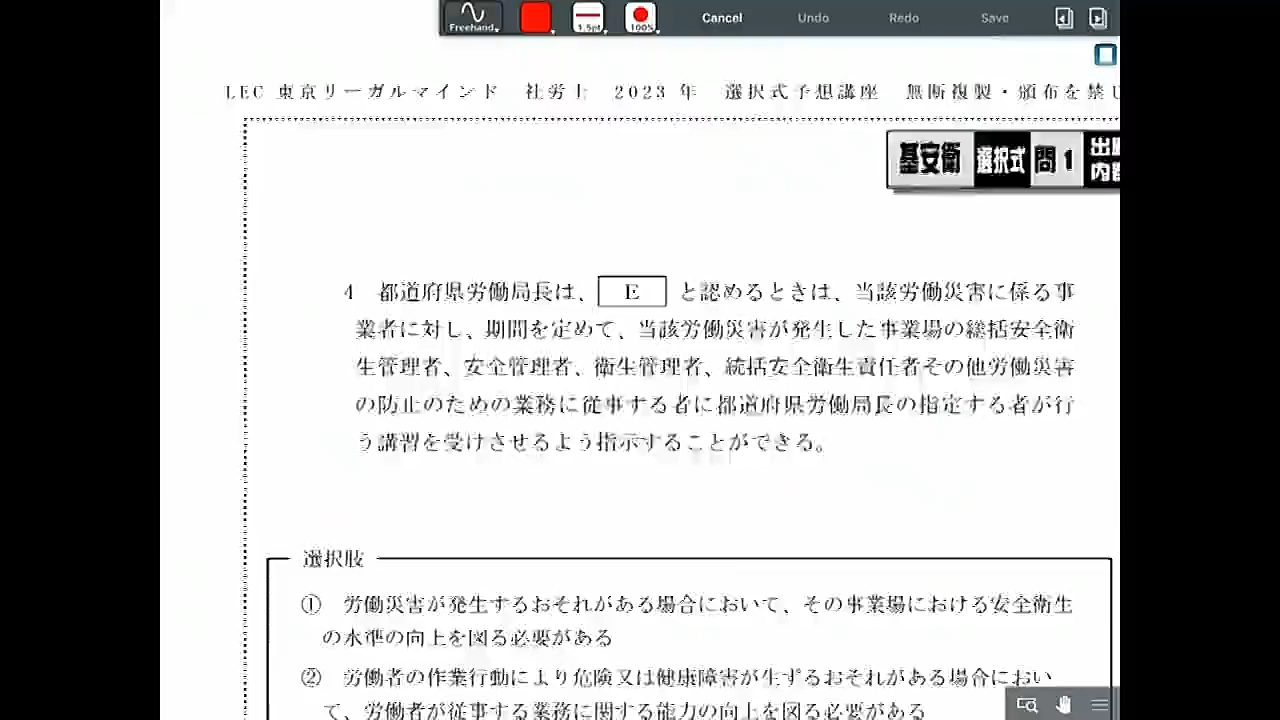 Freehand
1.5pt
100%
Cancel
Undo
Redo
Save
LEC 東京リーガルマインド 社労士 2023 年 選択式予想講座 無断複製・頒布を禁じ
基安衛 選択式 問 1
4 都道府県労働局長は、 E と認めるときは、当該労働災害に係る事
業者に対し、期間を定めて、当該労働災害が発生した事業場の総括安全衛
生管理者、安全管理者、衛生管理者、統括安全衛生責任者その他労働災害
の防止のための業務に従事する者に都道府県労働局長の指定する者が行
う講習を受けさせるよう指示することができる。
選択肢
① 労働災害が発生するおそれがある場合において、その事業場における安全衛生
の水準の向上を図る必要がある
② 労働者の作業行動により危険又は健康障害が生ずるおそれがある場合におい
て、労働者が従事する業務に関する能力の向上を図る必要がある